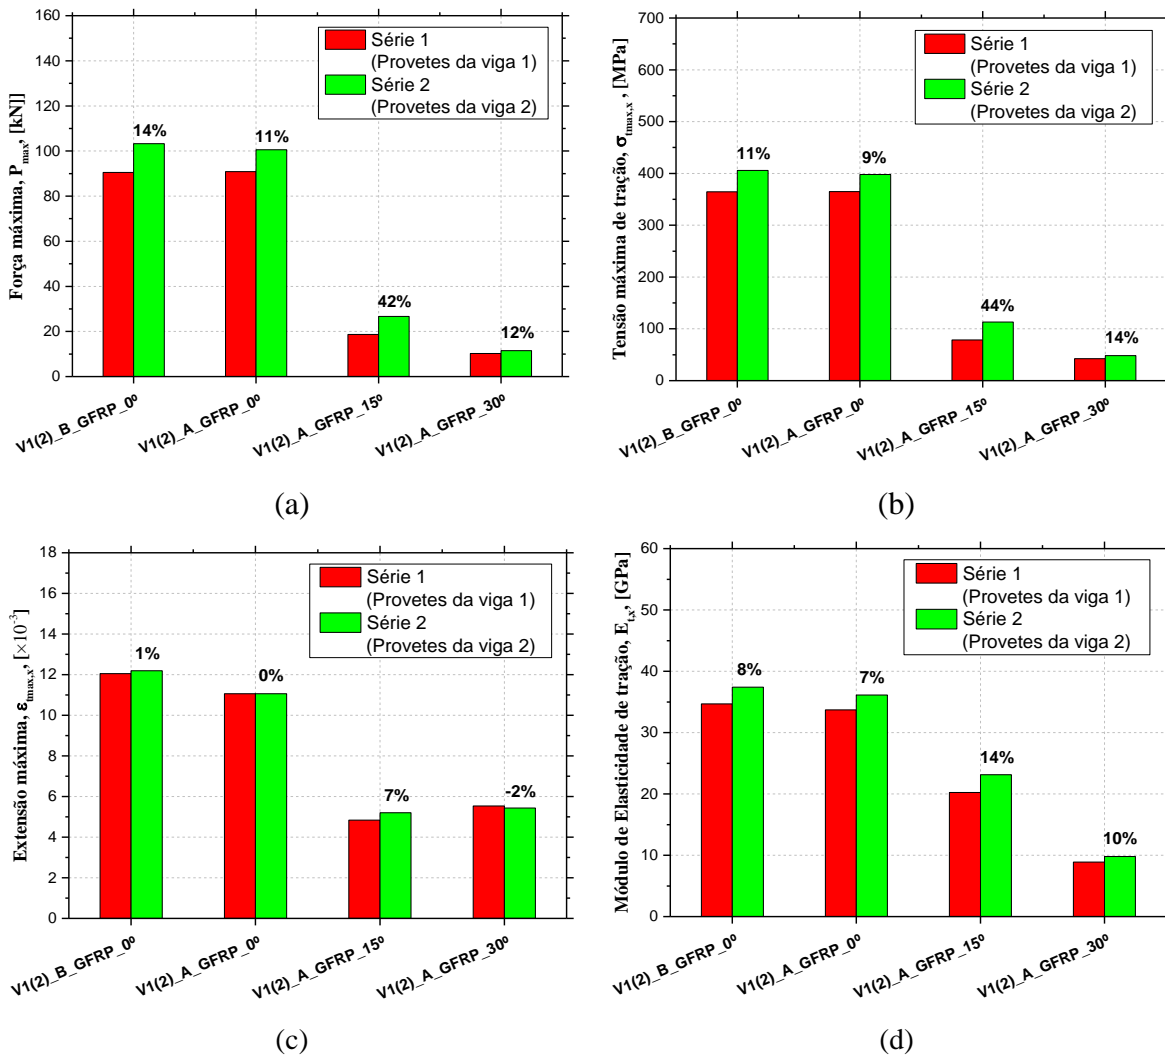 Força máxima, P_max, [kN]]
160
140
120
100
80
60
40
20
0
Série 1
(Provetes da viga 1)
Série 2
(Provetes da viga 2)
14%
11%
42%
12%
V1(2)_B_GFRP_0º
V1(2)_A_GFRP_0º
V1(2)_A_GFRP_15º
V1(2)_A_GFRP_30º
(a)
Tensão máxima de tração, σ_tmax,x , [MPa]
700
600
500
400
300
200
100
0
Série 1
(Provetes da viga 1)
Série 2
(Provetes da viga 2)
11%
9%
44%
14%
V1(2)_B_GFRP_0º
V1(2)_A_GFRP_0º
V1(2)_A_GFRP_15º
V1(2)_A_GFRP_30º
(b)
Extensão máxima, ε_tmax,x, [×10⁻³]
18
16
14
12
10
8
6
4
2
0
Série 1
(Provetes da viga 1)
Série 2
(Provetes da viga 2)
1%
0%
7%
-2%
V1(2)_B_GFRP_0º
V1(2)_A_GFRP_0º
V1(2)_A_GFRP_15º
V1(2)_A_GFRP_30º
(c)
Módulo de Elasticidade de tração, E_t,x, [GPa]
60
50
40
30
20
10
0
Série 1
(Provetes da viga 1)
Série 2
(Provetes da viga 2)
8%
7%
14%
10%
V1(2)_B_GFRP_0º
V1(2)_A_GFRP_0º
V1(2)_A_GFRP_15º
V1(2)_A_GFRP_30º
(d)